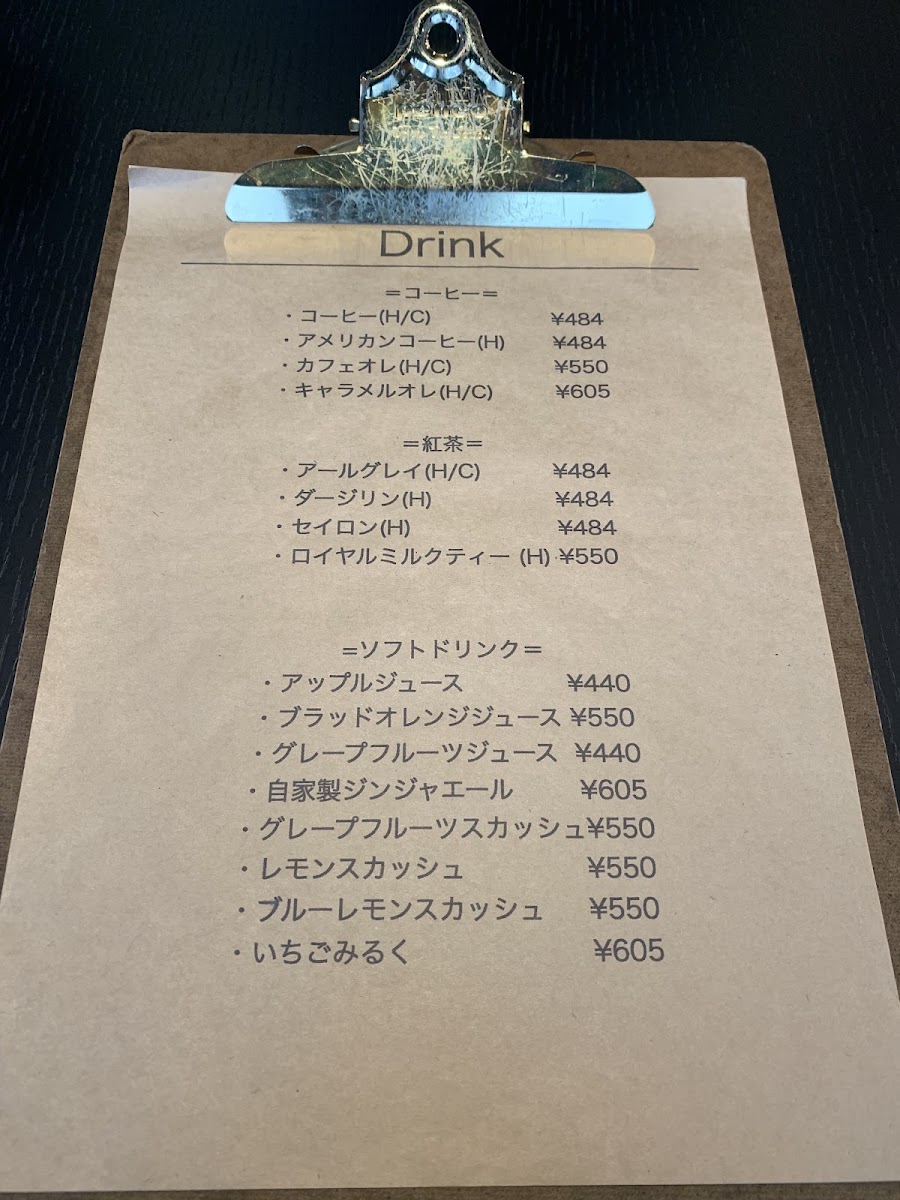 Drink
＝コーヒー＝
・コーヒー(H/C) ¥484
・アメリカンコーヒー(H) ¥484
・カフェオレ(H/C) ¥550
・キャラメルオレ(H/C) ¥605
＝紅茶＝
・アールグレイ(H/C) ¥484
・ダージリン(H) ¥484
・セイロン(H) ¥484
・ロイヤルミルクティー (H) ¥550
＝ソフトドリンク＝
・アップルジュース ¥440
・ブラッドオレンジジュース ¥550
・グレープフルーツジュース ¥440
・自家製ジンジャエール ¥605
・グレープフルーツスカッシュ¥550
・レモンスカッシュ ¥550
・ブルーレモンスカッシュ ¥550
・いちごみるく ¥605